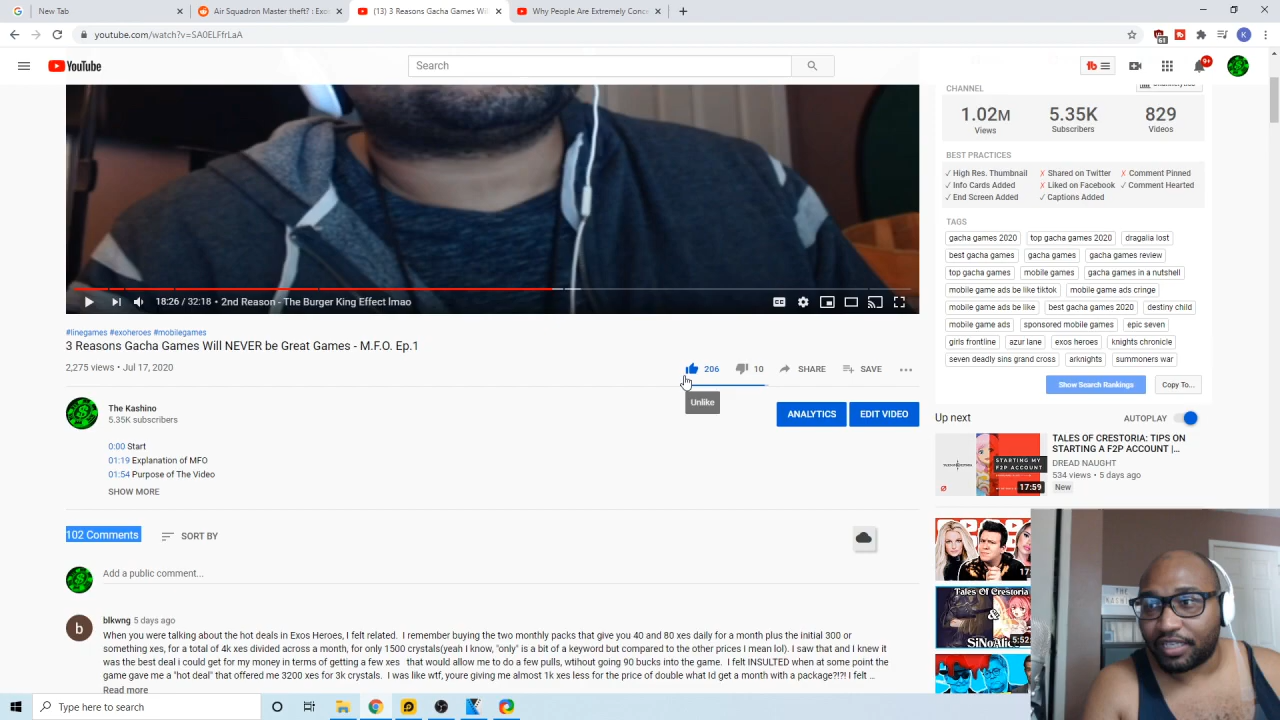 New Tab
Air Squadron Master theft? : Exo
(13) 3 Reasons Gacha Games Wi
Why People Are Extremely Conc
youtube.com/watch?v=SA0ELFfrLaA
61
K
YouTube
Search
9+
CHANNEL
1.02M
5.35K
829
Views
Subscribers
Videos
BEST PRACTICES
✓ High Res. Thumbnail
✗ Shared on Twitter
✗ Comment Pinned
✓ Info Cards Added
✗ Liked on Facebook
✓ Comment Hearted
✓ End Screen Added
✓ Captions Added
TAGS
gacha games 2020
top gacha games 2020
dragalia lost
best gacha games
gacha games
gacha games review
top gacha games
mobile games
gacha games in a nutshell
mobile game ads be like tiktok
mobile game ads cringe
mobile game ads be like
best gacha games 2020
destiny child
mobile game ads
sponsored mobile games
epic seven
girls frontline
azur lane
exos heroes
knights chronicle
seven deadly sins grand cross
arknights
summoners war
Show Search Rankings
Copy To...
18:26 / 32:18 • 2nd Reason - The Burger King Effect lmao
CC
#linegames #exoheroes #mobilegames
3 Reasons Gacha Games Will NEVER be Great Games - M.F.O. Ep.1
2,275 views • Jul 17, 2020
206
10
SHARE
SAVE
Unlike
The Kashino
5.35K subscribers
ANALYTICS
EDIT VIDEO
0:00 Start
01:19 Explanation of MFO
01:54 Purpose of The Video
SHOW MORE
102 Comments
SORT BY
Add a public comment...
b
blkwng 5 days ago
When you were talking about the hot deals in Exos Heroes, I felt related. I remember buying the two monthly packs that give you 40 and 80 xes daily for a month plus the initial 300 or
something xes, for a total of 4k xes divided across a month, for only 1500 crystals(yeah I know, "only" is a bit of a keyword but compared to the other prices I mean lol). I saw that and I knew it
was the best deal i could get for my money in terms of getting a few xes that would allow me to do a few pulls, wihtout going 90 bucks into the game. I felt INSULTED when at some point the
game gave me a "hot deal" that offered me 3200 xes for 3k crystals. I was like wtf, youre giving me almost 1k xes less for the price of double what Id get a month with a package?!?! I felt ...
Read more
Up next
AUTOPLAY
TALES OF CRESTORIA: TIPS ON
STARTING A F2P ACCOUNT |...
DREAD NAUGHT
534 views • 5 days ago
New
STARTING MY
F2P ACCOUNT
17:59
Tales Of Crestoria
&
SiNoAli
5:52
Type here to search